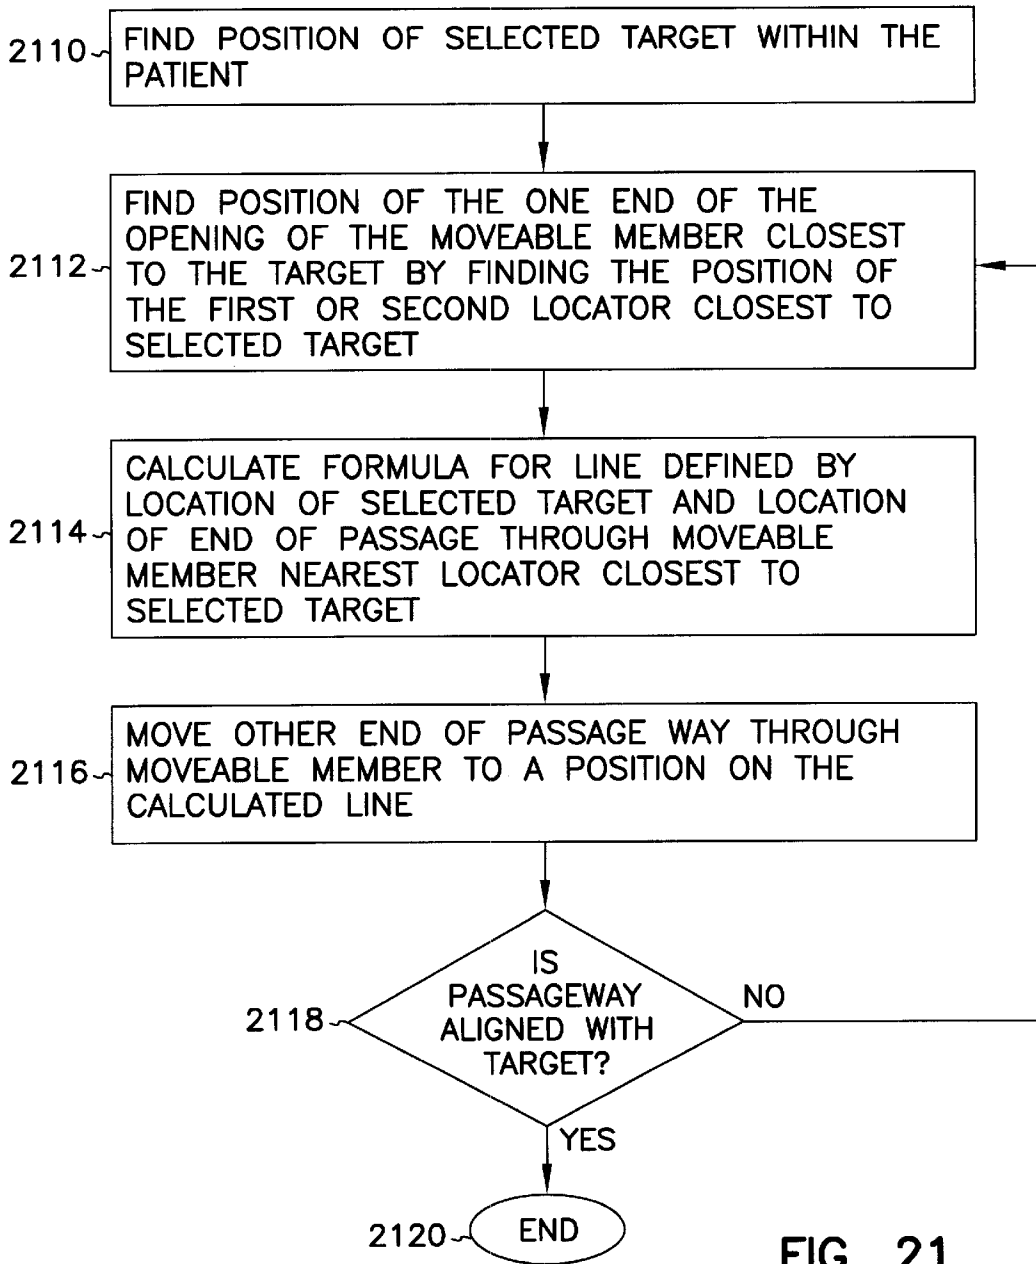 2110
FIND POSITION OF SELECTED TARGET WITHIN THE
PATIENT
2112
FIND POSITION OF THE ONE END OF THE
OPENING OF THE MOVEABLE MEMBER CLOSEST
TO THE TARGET BY FINDING THE POSITION OF
THE FIRST OR SECOND LOCATOR CLOSEST TO
SELECTED TARGET
2114
CALCULATE FORMULA FOR LINE DEFINED BY
LOCATION OF SELECTED TARGET AND LOCATION
OF END OF PASSAGE THROUGH MOVEABLE
MEMBER NEAREST LOCATOR CLOSEST TO
SELECTED TARGET
2116
MOVE OTHER END OF PASSAGE WAY THROUGH
MOVEABLE MEMBER TO A POSITION ON THE
CALCULATED LINE
2118
IS
PASSAGEWAY
ALIGNED WITH
TARGET?
NO
YES
2120
END
FIG. 21